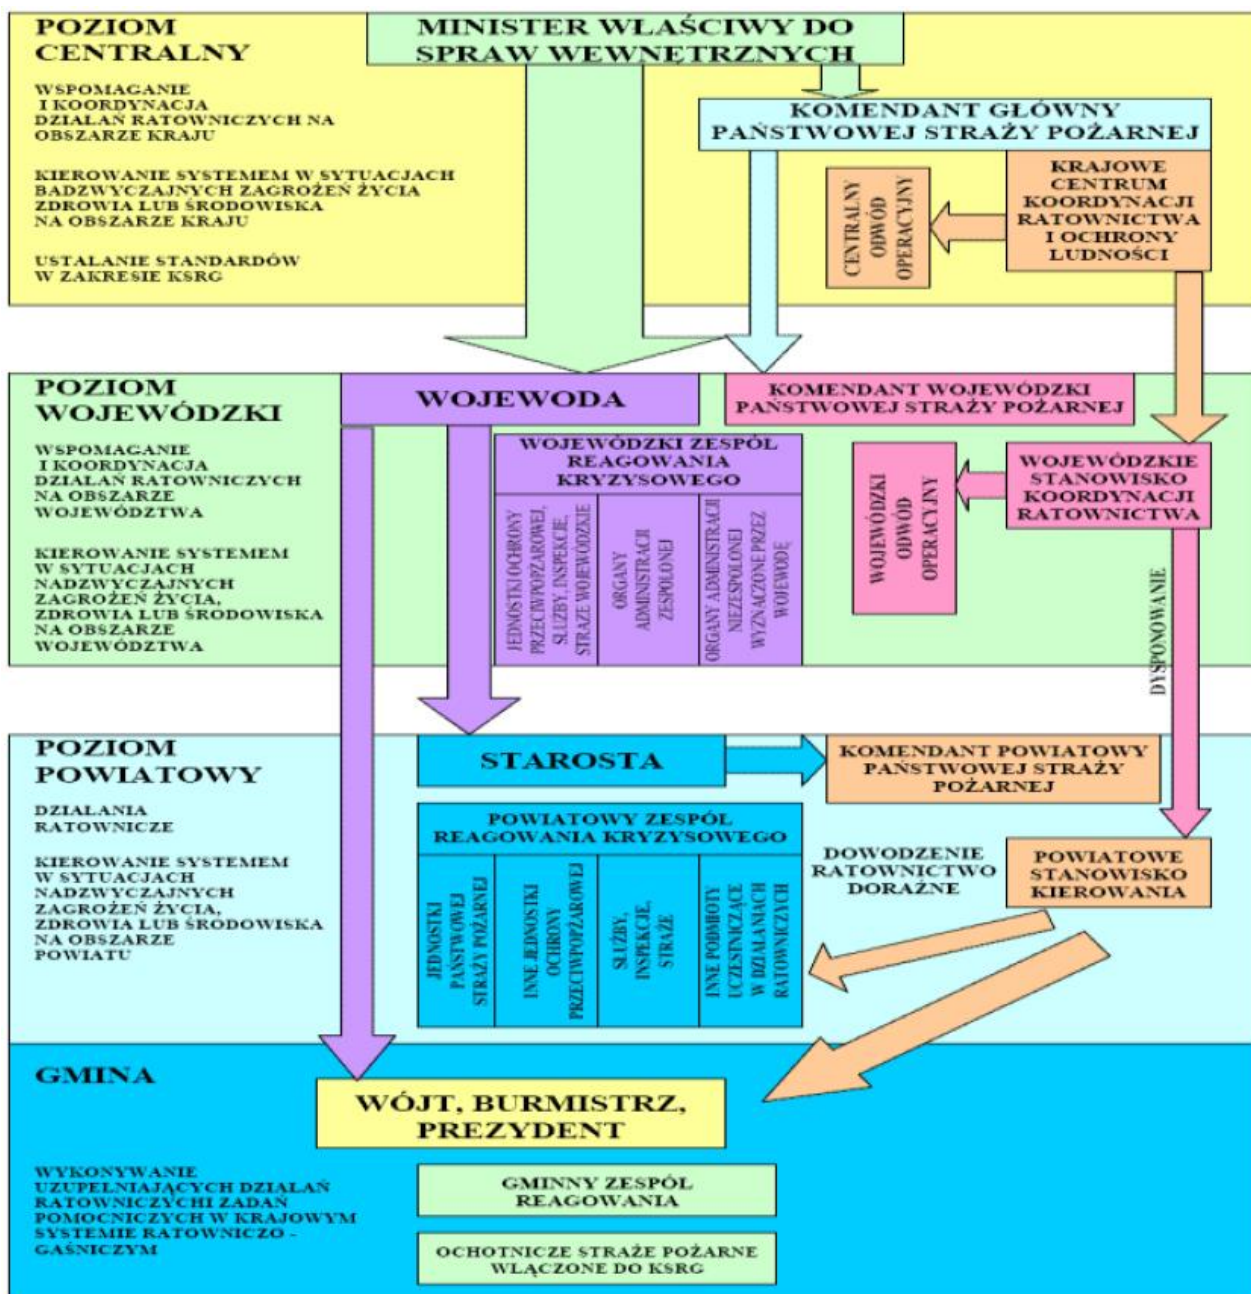 POZIOM
CENTRALNY
WSPOMAGANIE
I KOORDYNACJA
DZIAŁAŃ RATOWNICZYCH NA
OBSZARZE KRAJU
KIEROWANIE SYSTEMEM W SYTUACJACH
BADZWYCZAJNYCH ZAGROŻEŃ ŻYCIA
ZDROWIA LUB ŚRODOWISKA
NA OBSZARZE KRAJU
USTALANIE STANDARDÓW
W ZAKRESIE KSRG
MINISTER WŁAŚCIWY DO
SPRAW WEWNĘTRZNYCH
KOMENDANT GŁÓWNY
PAŃSTWOWEJ STRAŻY POŻARNEJ
CENTRALNY
ODWÓD
OPERACYJNY
KRAJOWE
CENTRUM
KOORDYNACJI
RATOWNICTWA
I OCHRONY
LUDNOŚCI
POZIOM
WOJEWÓDZKI
WSPOMAGANIE
I KOORDYNACJA
DZIAŁAŃ RATOWNICZYCH
NA OBSZARZE
WOJEWÓDZTWA
KIEROWANIE SYSTEMEM
W SYTUACJACH
NADZWYCZAJNYCH
ZAGROŻEŃ ŻYCIA,
ZDROWIA LUB ŚRODOWISKA
NA OBSZARZE
WOJEWÓDZTWA
WOJEWODA
KOMENDANT WOJEWÓDZKI
PAŃSTWOWEJ STRAŻY POŻARNEJ
WOJEWÓDZKI ZESPÓL
REAGOWANIA
KRYZYSOWEGO
JEDNOSTKI OCHRONY
PRZECIWPOPŻAROWEJ,
SŁUŻBY, INSPEKCJE,
STRAŻE WOJEWÓDZKIE
ORGANY
ADMINISTRACJI
ZESPOLONEJ
ORGANY ADMINISTRACJI
NIEZESPOLONEJ
WYZNACZONE PRZEZ
WOJEWODĘ
WOJEWÓDZKI
ODWÓD
OPERACYJNY
WOJEWÓDZKIE
STANOWISKO
KOORDYNACJI
RATOWNICTWA
DYSPONOWANIE
POZIOM
POWIATOWY
DZIALANIA
RATOWNICZE
KIEROWANIE SYSTEMEM
W SYTUACJACH
NADZWYCZAJNYCH
ZAGROŻEŃ ŻYCIA,
ZDROWIA LUB ŚRODOWISKA
NA OBSZARZE
POWIATU
STAROSTA
KOMENDANT POWIATOWY
PAŃSTWOWEJ STRAŻY
POŻARNEJ
POWIATOWY ZESPÓL
REAGOWANIA KRYZYSOWEGO
JEDNOSTKI
PAŃSTWOWEJ
STRAŻY POŻARNEJ
INNE JEDNOSTKI
OCHRONY
PRZECIWPOPŻAROWEJ
SŁUŻBY,
INSPEKCJE,
STRAŻE
INNE PODMIOTY
UCZESTNICZĄCE
W DZIAŁANIACH
RATOWNICZYCH
DOWODZENIE
RATOWNICTWO
DORAŹNE
POWIATOWE
STANOWISKO
KIEROWANIA
GMINA
WÓJT, BURMISTRZ,
PREZYDENT
WYKONYWANIE
UZUPELNIAJĄCYCH DZIAŁAŃ
RATOWNICZYCHI ZADAŃ
POMOCNICZYCH W KRAJOWYM
SYSTEMIE RATOWNICZO -
GAŚNICZYM
GMINNY ZESPÓL
REAGOWANIA
OCHOTNICZE STRAŻE POŻARNE
WLĄCZONE DO KSRG